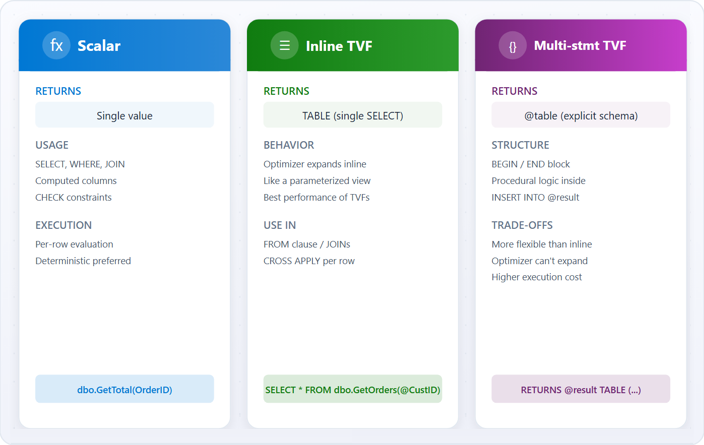 fx Scalar
RETURNS
Single value
USAGE
SELECT, WHERE, JOIN
Computed columns
CHECK constraints
EXECUTION
Per-row evaluation
Deterministic preferred
dbo.GetTotal(OrderID)
☰ Inline TVF
RETURNS
TABLE (single SELECT)
BEHAVIOR
Optimizer expands inline
Like a parameterized view
Best performance of TVFs
USE IN
FROM clause / JOINs
CROSS APPLY per row
SELECT * FROM dbo.GetOrders(@CustID)
{} Multi-stmt TVF
RETURNS
@table (explicit schema)
STRUCTURE
BEGIN / END block
Procedural logic inside
INSERT INTO @result
TRADE-OFFS
More flexible than inline
Optimizer can't expand
Higher execution cost
RETURNS @result TABLE (...)